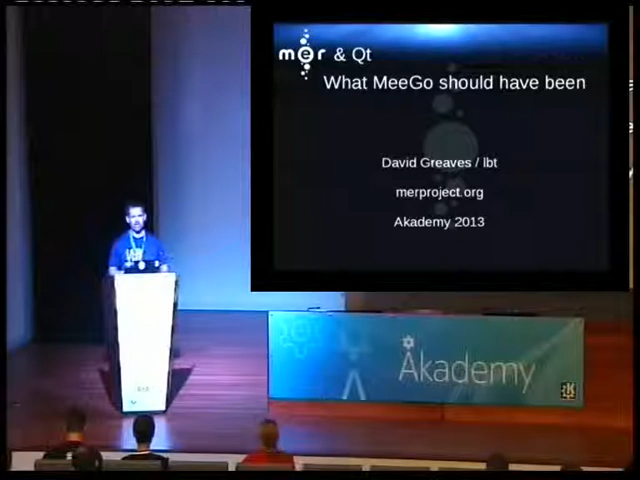 mer & Qt
What MeeGo should have been
David Greaves / lbt
merproject.org
Akademy 2013
Akademy